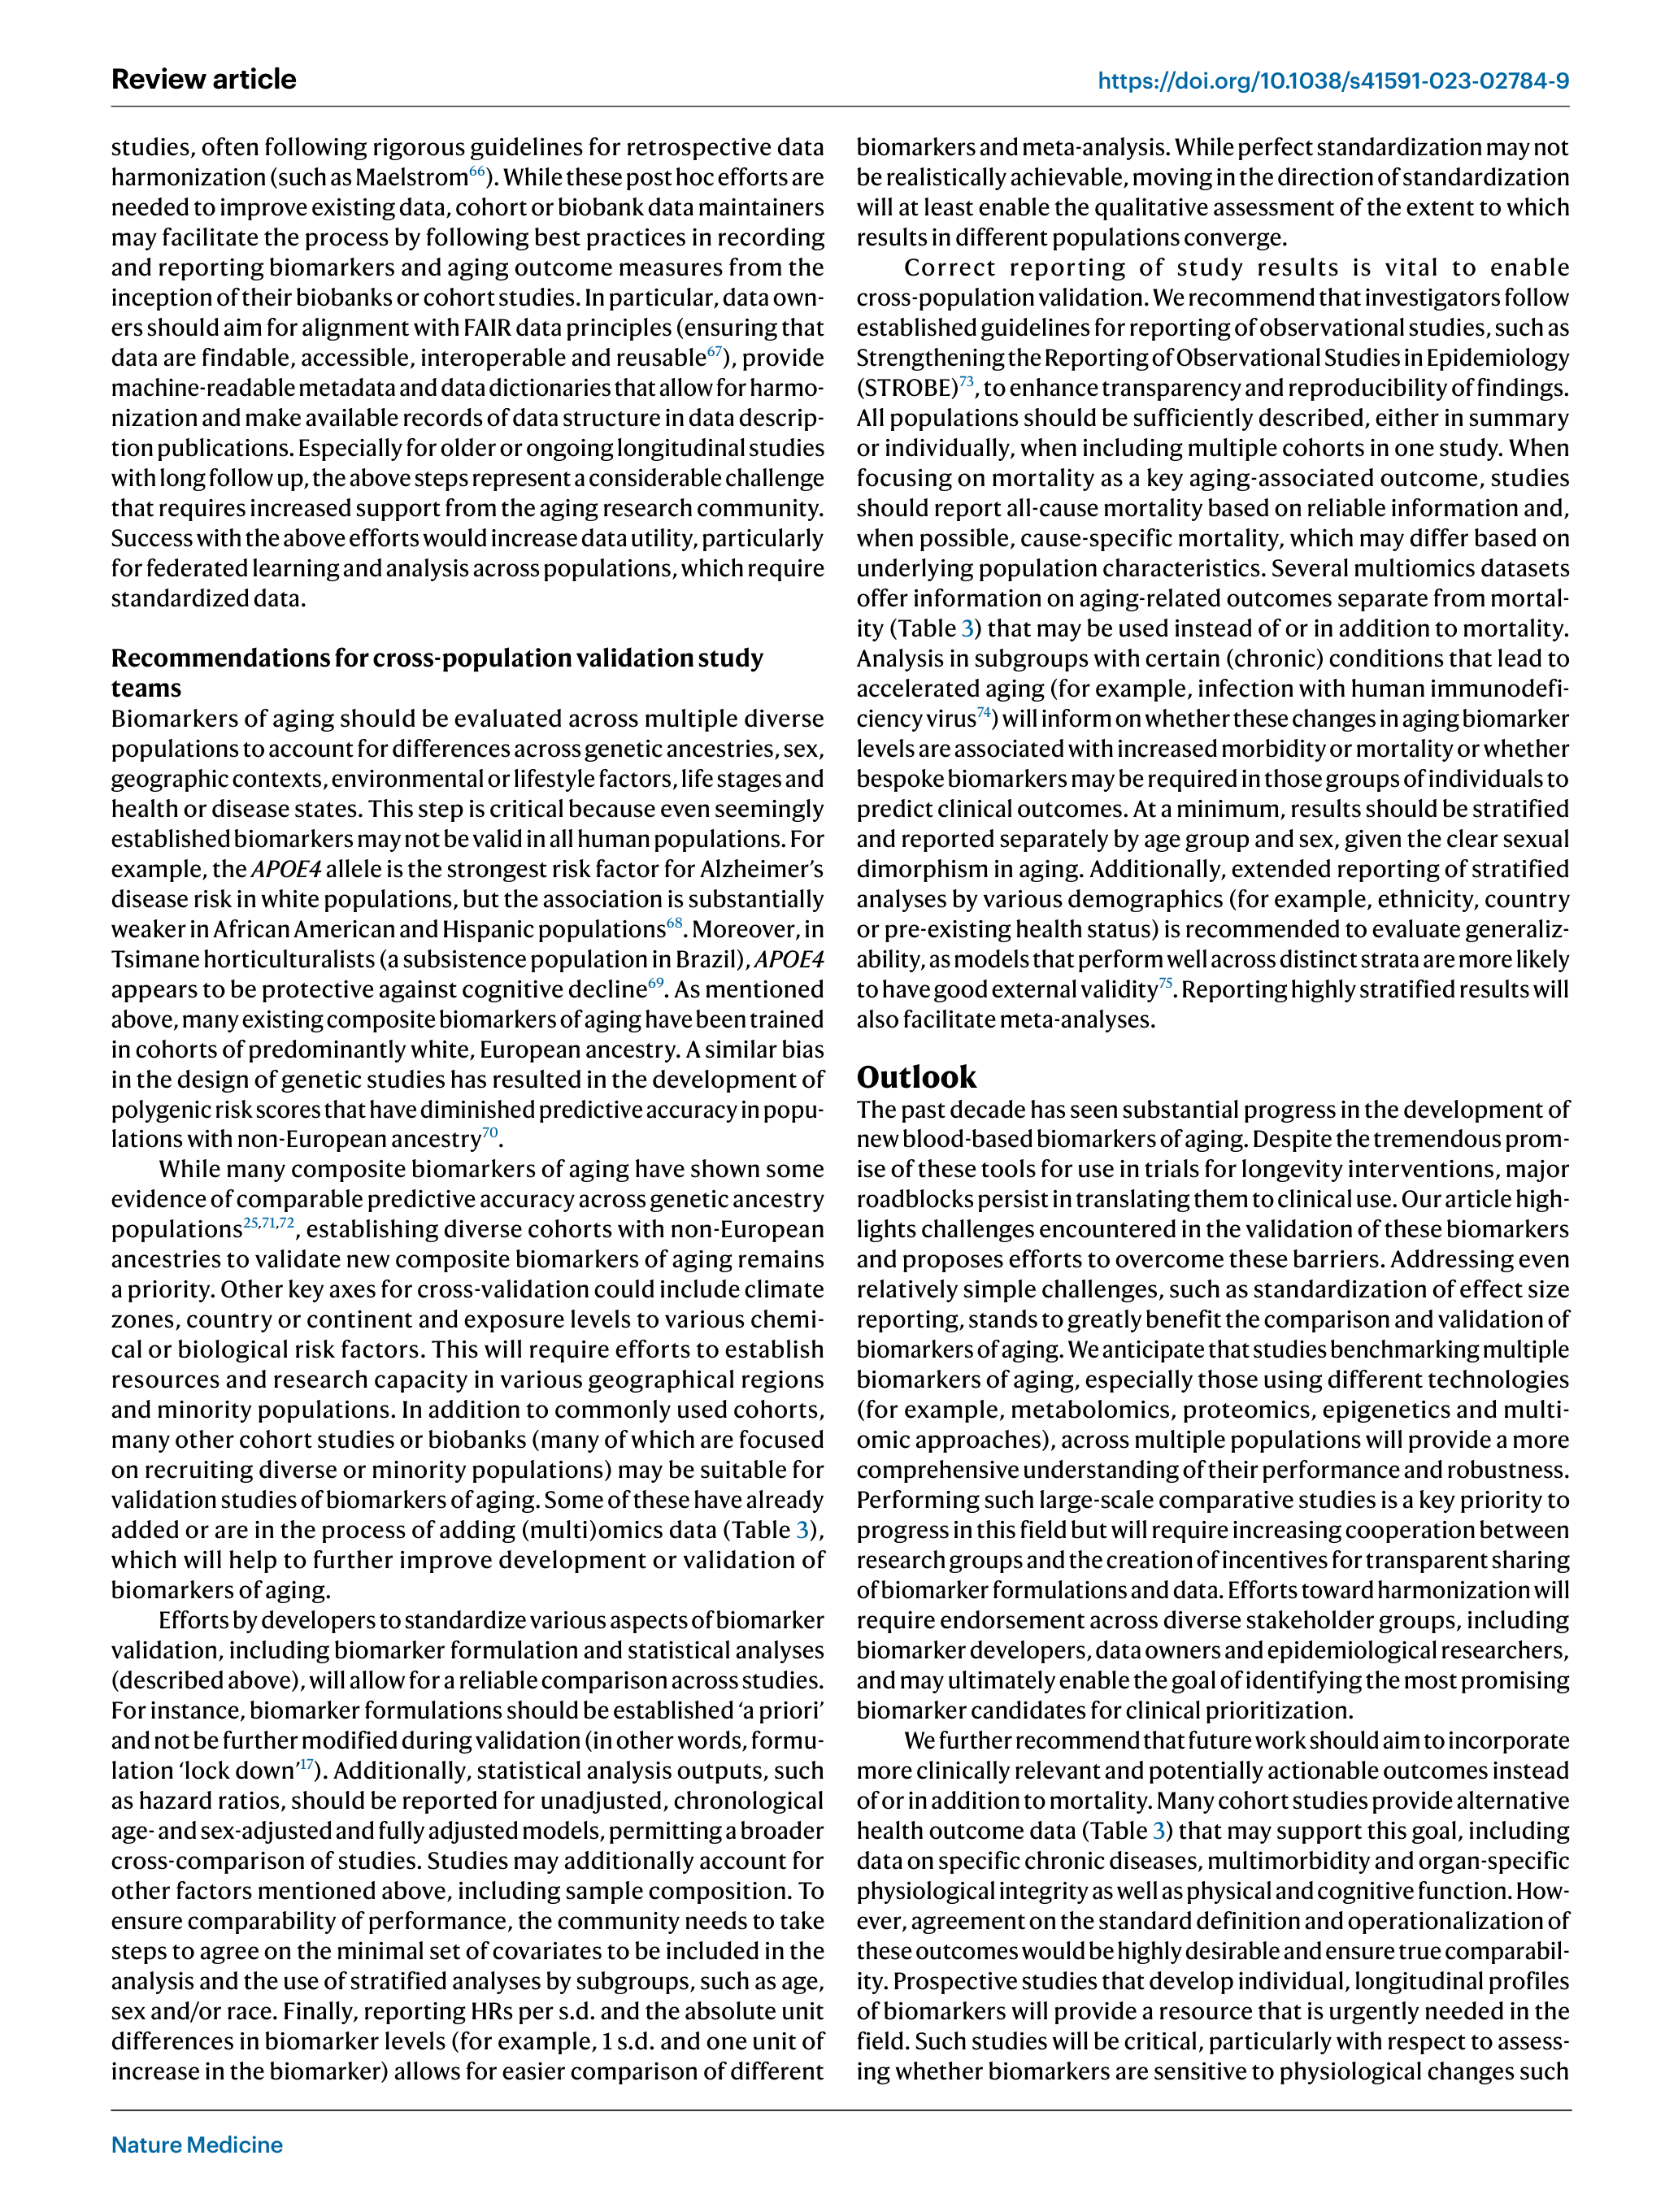 Review article
https://doi.org/10.1038/s41591-023-02784-9
studies, often following rigorous guidelines for retrospective data
harmonization (such as Maelstrom66). While these post hoc efforts are
needed to improve existing data, cohort or biobank data maintainers
may facilitate the process by following best practices in recording
and reporting biomarkers and aging outcome measures from the
inception of their biobanks or cohort studies. In particular, data own-
ers should aim for alignment with FAIR data principles (ensuring that
data are findable, accessible, interoperable and reusable67), provide
machine-readable metadata and data dictionaries that allow for harmo-
nization and make available records of data structure in data descrip-
tion publications. Especially for older or ongoing longitudinal studies
with long follow up, the above steps represent a considerable challenge
that requires increased support from the aging research community.
Success with the above efforts would increase data utility, particularly
for federated learning and analysis across populations, which require
standardized data.
Recommendations for cross-population validation study
teams
Biomarkers of aging should be evaluated across multiple diverse
populations to account for differences across genetic ancestries, sex,
geographic contexts, environmental or lifestyle factors, life stages and
health or disease states. This step is critical because even seemingly
established biomarkers may not be valid in all human populations. For
example, the APOE4 allele is the strongest risk factor for Alzheimer's
disease risk in white populations, but the association is substantially
weaker in African American and Hispanic populations68. Moreover, in
Tsimane horticulturalists (a subsistence population in Brazil), APOE4
appears to be protective against cognitive decline69. As mentioned
above, many existing composite biomarkers of aging have been trained
in cohorts of predominantly white, European ancestry. A similar bias
in the design of genetic studies has resulted in the development of
polygenic risk scores that have diminished predictive accuracy in popu-
lations with non-European ancestry70.
While many composite biomarkers of aging have shown some
evidence of comparable predictive accuracy across genetic ancestry
populations25,71,72, establishing diverse cohorts with non-European
ancestries to validate new composite biomarkers of aging remains
a priority. Other key axes for cross-validation could include climate
zones, country or continent and exposure levels to various chemi-
cal or biological risk factors. This will require efforts to establish
resources and research capacity in various geographical regions
and minority populations. In addition to commonly used cohorts,
many other cohort studies or biobanks (many of which are focused
on recruiting diverse or minority populations) may be suitable for
validation studies of biomarkers of aging. Some of these have already
added or are in the process of adding (multi)omics data (Table 3),
which will help to further improve development or validation of
biomarkers of aging.
Efforts by developers to standardize various aspects of biomarker
validation, including biomarker formulation and statistical analyses
(described above), will allow for a reliable comparison across studies.
For instance, biomarker formulations should be established 'a priori'
and not be further modified during validation (in other words, formu-
lation 'lock down'17). Additionally, statistical analysis outputs, such
as hazard ratios, should be reported for unadjusted, chronological
age- and sex-adjusted and fully adjusted models, permitting a broader
cross-comparison of studies. Studies may additionally account for
other factors mentioned above, including sample composition. To
ensure comparability of performance, the community needs to take
steps to agree on the minimal set of covariates to be included in the
analysis and the use of stratified analyses by subgroups, such as age,
sex and/or race. Finally, reporting HRs per s.d. and the absolute unit
differences in biomarker levels (for example, 1 s.d. and one unit of
increase in the biomarker) allows for easier comparison of different
biomarkers and meta-analysis. While perfect standardization may not
be realistically achievable, moving in the direction of standardization
will at least enable the qualitative assessment of the extent to which
results in different populations converge.
Correct reporting of study results is vital to enable
cross-population validation. We recommend that investigators follow
established guidelines for reporting of observational studies, such as
Strengthening the Reporting of Observational Studies in Epidemiology
(STROBE)73, to enhance transparency and reproducibility of findings.
All populations should be sufficiently described, either in summary
or individually, when including multiple cohorts in one study. When
focusing on mortality as a key aging-associated outcome, studies
should report all-cause mortality based on reliable information and,
when possible, cause-specific mortality, which may differ based on
underlying population characteristics. Several multiomics datasets
offer information on aging-related outcomes separate from mortal-
ity (Table 3) that may be used instead of or in addition to mortality.
Analysis in subgroups with certain (chronic) conditions that lead to
accelerated aging (for example, infection with human immunodefi-
ciency virus74) will inform on whether these changes in aging biomarker
levels are associated with increased morbidity or mortality or whether
bespoke biomarkers may be required in those groups of individuals to
predict clinical outcomes. At a minimum, results should be stratified
and reported separately by age group and sex, given the clear sexual
dimorphism in aging. Additionally, extended reporting of stratified
analyses by various demographics (for example, ethnicity, country
or pre-existing health status) is recommended to evaluate generaliz-
ability, as models that perform well across distinct strata are more likely
to have good external validity75. Reporting highly stratified results will
also facilitate meta-analyses.
Outlook
The past decade has seen substantial progress in the development of
new blood-based biomarkers of aging. Despite the tremendous prom-
ise of these tools for use in trials for longevity interventions, major
roadblocks persist in translating them to clinical use. Our article high-
lights challenges encountered in the validation of these biomarkers
and proposes efforts to overcome these barriers. Addressing even
relatively simple challenges, such as standardization of effect size
reporting, stands to greatly benefit the comparison and validation of
biomarkers of aging. We anticipate that studies benchmarking multiple
biomarkers of aging, especially those using different technologies
(for example, metabolomics, proteomics, epigenetics and multi-
omic approaches), across multiple populations will provide a more
comprehensive understanding of their performance and robustness.
Performing such large-scale comparative studies is a key priority to
progress in this field but will require increasing cooperation between
research groups and the creation of incentives for transparent sharing
of biomarker formulations and data. Efforts toward harmonization will
require endorsement across diverse stakeholder groups, including
biomarker developers, data owners and epidemiological researchers,
and may ultimately enable the goal of identifying the most promising
biomarker candidates for clinical prioritization.
We further recommend that future work should aim to incorporate
more clinically relevant and potentially actionable outcomes instead
of or in addition to mortality. Many cohort studies provide alternative
health outcome data (Table 3) that may support this goal, including
data on specific chronic diseases, multimorbidity and organ-specific
physiological integrity as well as physical and cognitive function. How-
ever, agreement on the standard definition and operationalization of
these outcomes would be highly desirable and ensure true comparabil-
ity. Prospective studies that develop individual, longitudinal profiles
of biomarkers will provide a resource that is urgently needed in the
field. Such studies will be critical, particularly with respect to assess-
ing whether biomarkers are sensitive to physiological changes such
Nature Medicine